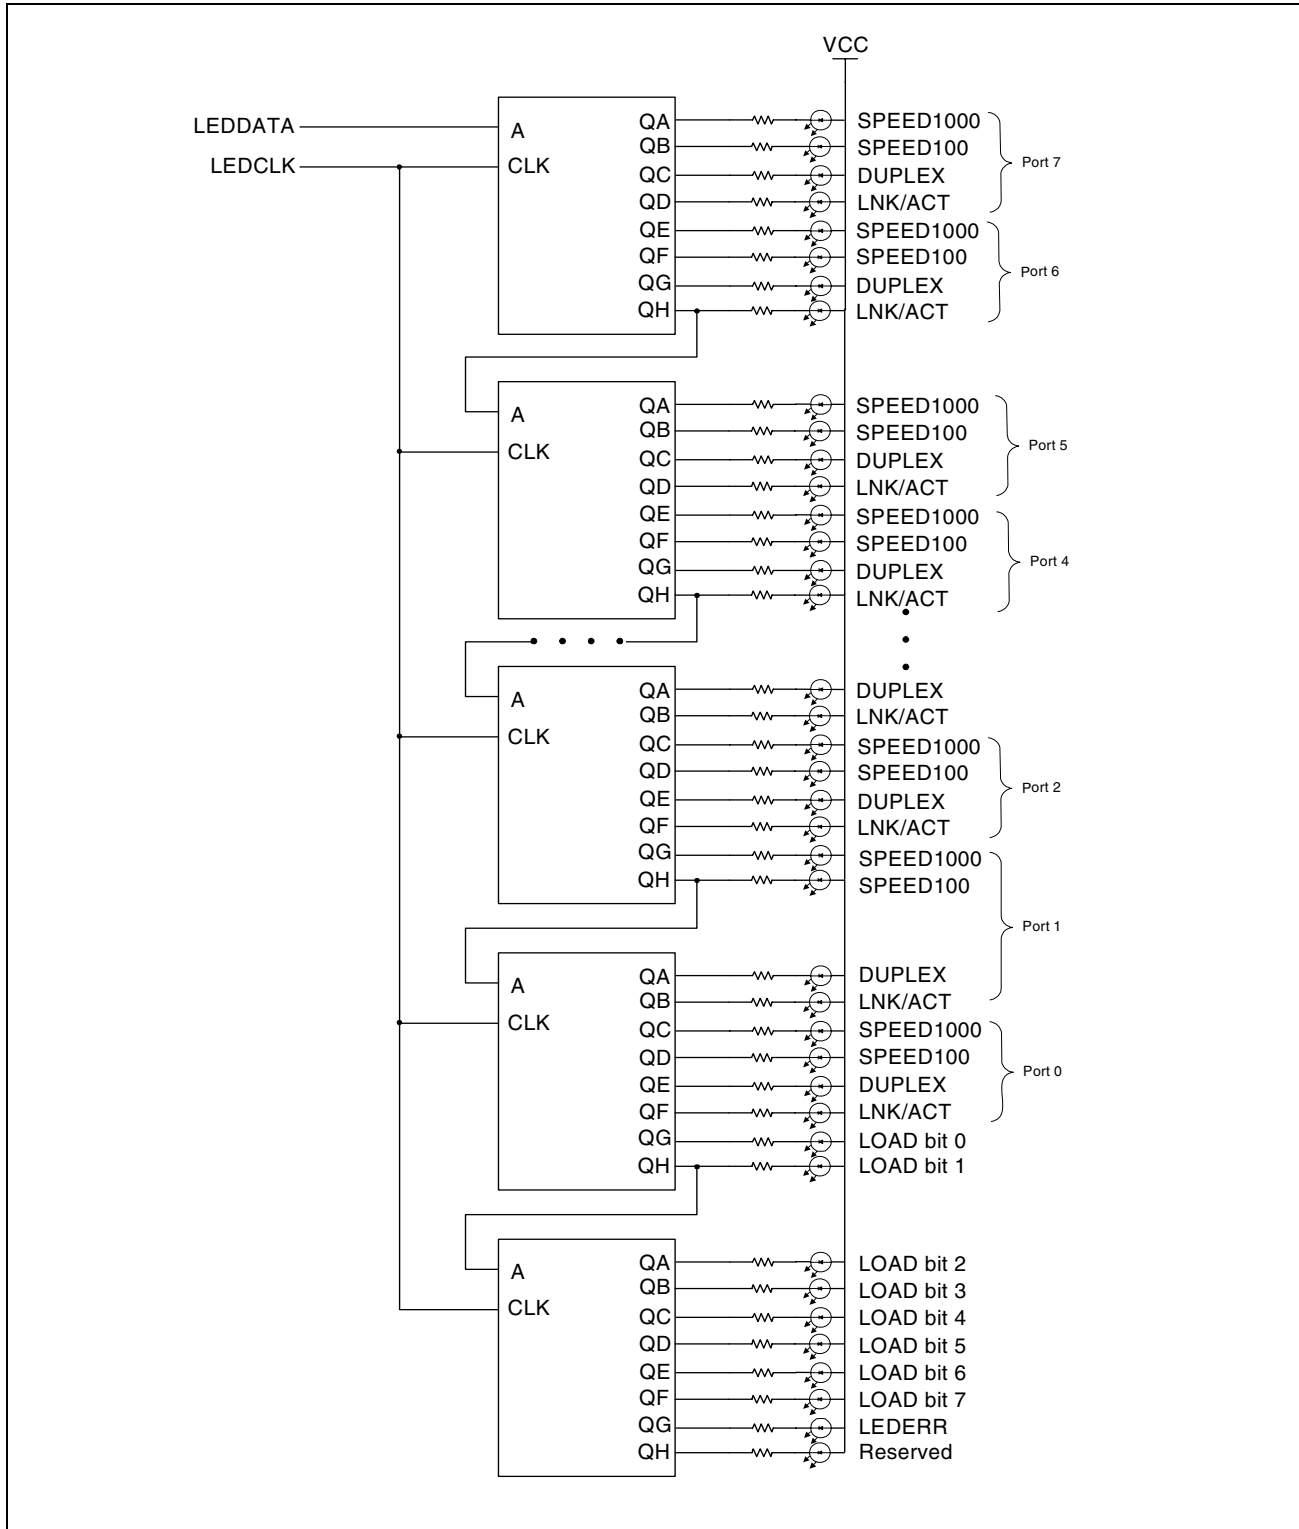 VCC
LEDDATA
LEDCLK
A
CLK
QA SPEED1000
QB SPEED100
QC DUPLEX
QD LNK/ACT
Port 7
QE SPEED1000
QF SPEED100
QG DUPLEX
QH LNK/ACT
Port 6
A
CLK
QA SPEED1000
QB SPEED100
QC DUPLEX
QD LNK/ACT
Port 5
QE SPEED1000
QF SPEED100
QG DUPLEX
QH LNK/ACT
Port 4
A
CLK
QA DUPLEX
QB LNK/ACT
QC SPEED1000
QD SPEED100
QE DUPLEX
QF LNK/ACT
Port 2
QG SPEED1000
QH SPEED100
Port 1
A
CLK
QA DUPLEX
QB LNK/ACT
QC SPEED1000
QD SPEED100
QE DUPLEX
QF LNK/ACT
Port 0
QG LOAD bit 0
QH LOAD bit 1
A
CLK
QA LOAD bit 2
QB LOAD bit 3
QC LOAD bit 4
QD LOAD bit 5
QE LOAD bit 6
QF LOAD bit 7
QG LEDERR
QH Reserved